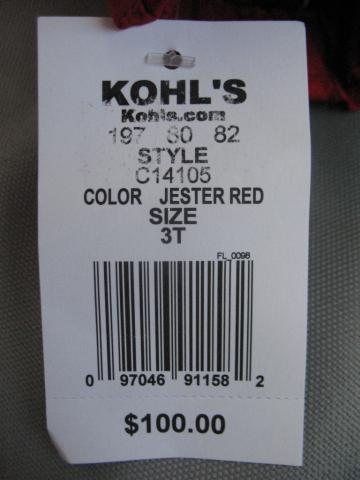 KOHL'S
Kohls.com
197 80 82
STYLE
C14105
COLOR JESTER RED
SIZE
3T
FL_0098
0 97046 91158 2
$100.00